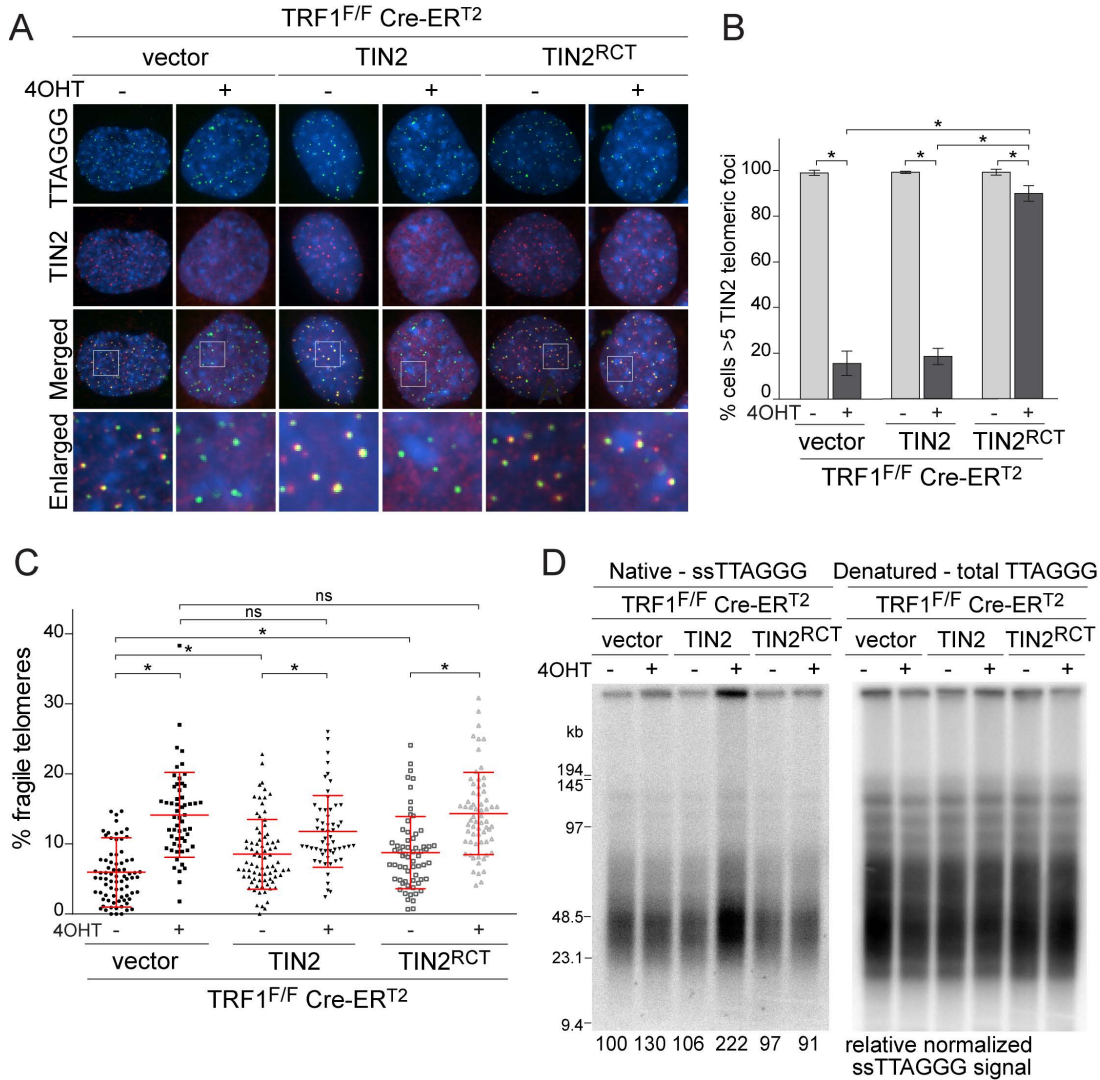 A
TRF1F/F Cre-ERT2
vector TIN2 TIN2RCT
4OHT - + - + - +
TTAGGG
TIN2
Merged
Enlarged
B
% cells >5 TIN2 telomeric foci
* * * * *
100
80
60
40
20
0
4OHT - + - + - +
vector TIN2 TIN2RCT
TRF1F/F Cre-ERT2
C
% fragile telomeres
ns
ns
*
*
* * *
40
30
20
10
0
4OHT - + - + - +
vector TIN2 TIN2RCT
TRF1F/F Cre-ERT2
D
Native - ssTTAGGG Denatured - total TTAGGG
TRF1F/F Cre-ERT2 TRF1F/F Cre-ERT2
vector TIN2 TIN2RCT vector TIN2 TIN2RCT
4OHT - + - + - + - + - + - +
kb
194
145
97
48.5
23.1
9.4
100 130 106 222 97 91 relative normalized
ssTTAGGG signal